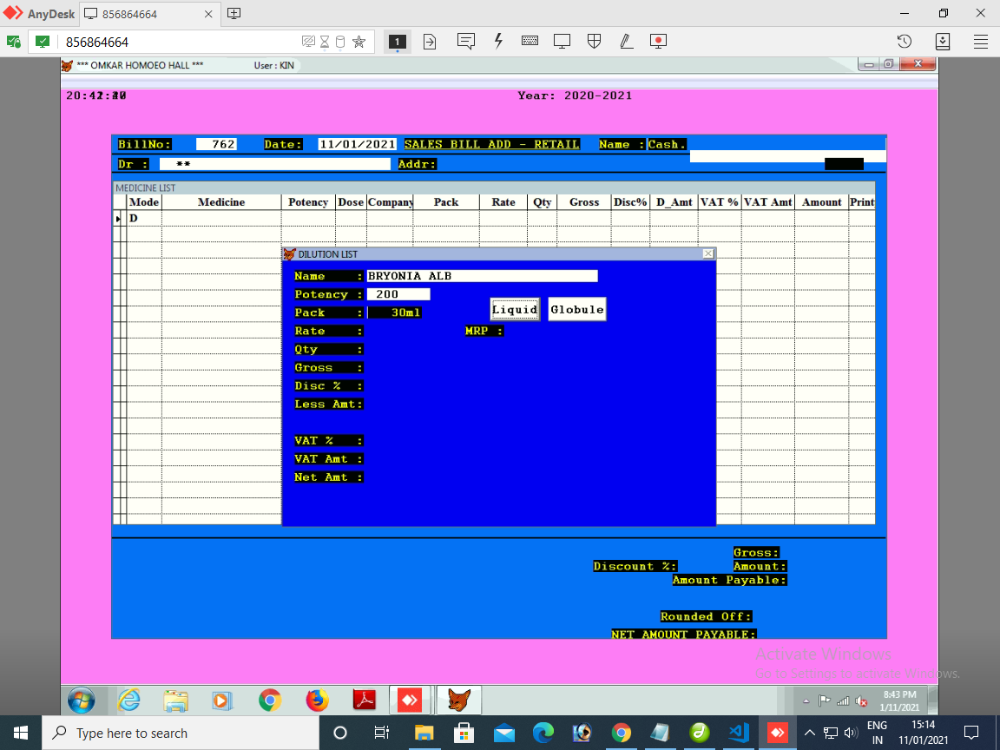 AnyDesk 856864664
856864664 1
*** OMKAR HOMOEO HALL *** User : KIN
Year: 2020-2021
BillNo: 762 Date: 11/01/2021 SALES BILL ADD - RETAIL Name : Cash.
Dr : ** Addr:
MEDICINE LIST
Mode Medicine Potency Dose Company Pack Rate Qty Gross Disc% D_Amt VAT % VAT Amt Amount Print
D
DILUTION LIST
Name : BRYONIA ALB
Potency : 200
Pack : 30ml Liquid Globule
Rate : MRP :
Qty :
Gross :
Disc % :
Less Amt:
VAT % :
VAT Amt :
Net Amt :
Gross:
Discount %: Amount:
Amount Payable:
Rounded Off:
NET AMOUNT PAYABLE:
Activate Windows
Go to Settings to activate Windows.
8:43 PM
1/11/2021
Type here to search
ENG 15:14
IN 11/01/2021